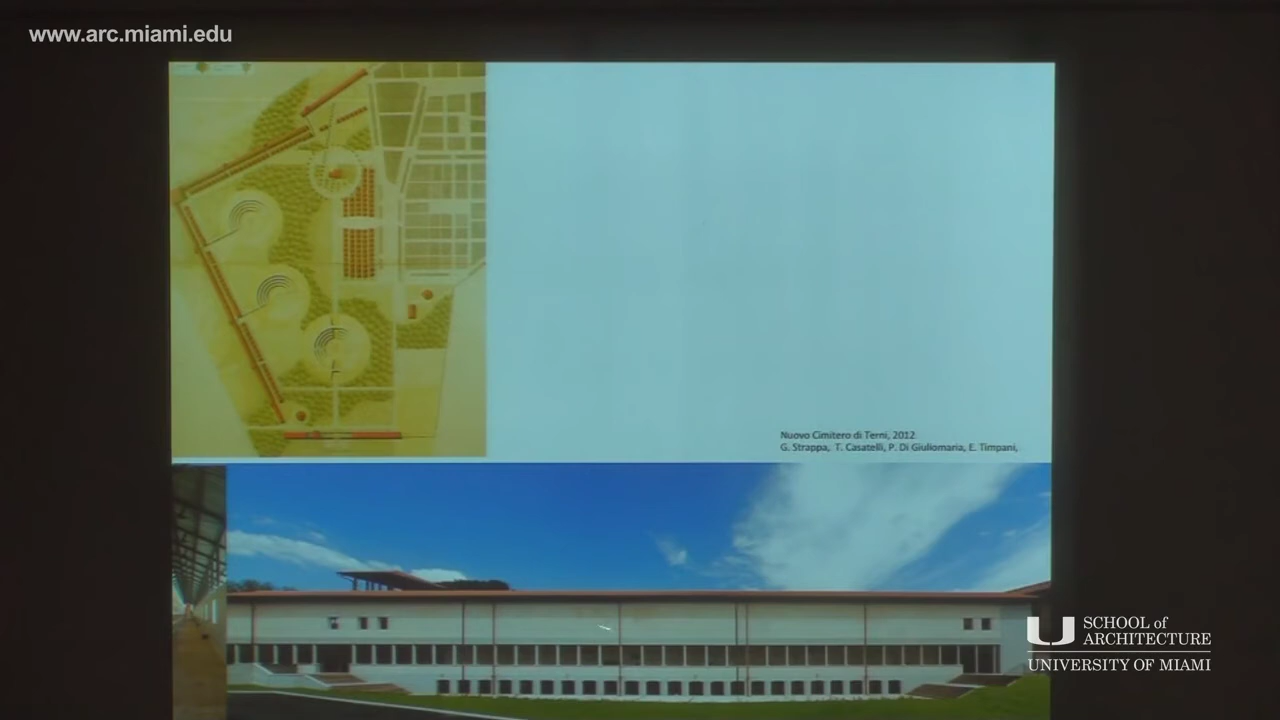 www.arc.miami.edu
Nuovo Cimitero di Terni, 2012
G. Strappa, T. Casatelli, P. Di Giuliomaria, E. Timpani,
SCHOOL of
ARCHITECTURE
UNIVERSITY OF MIAMI